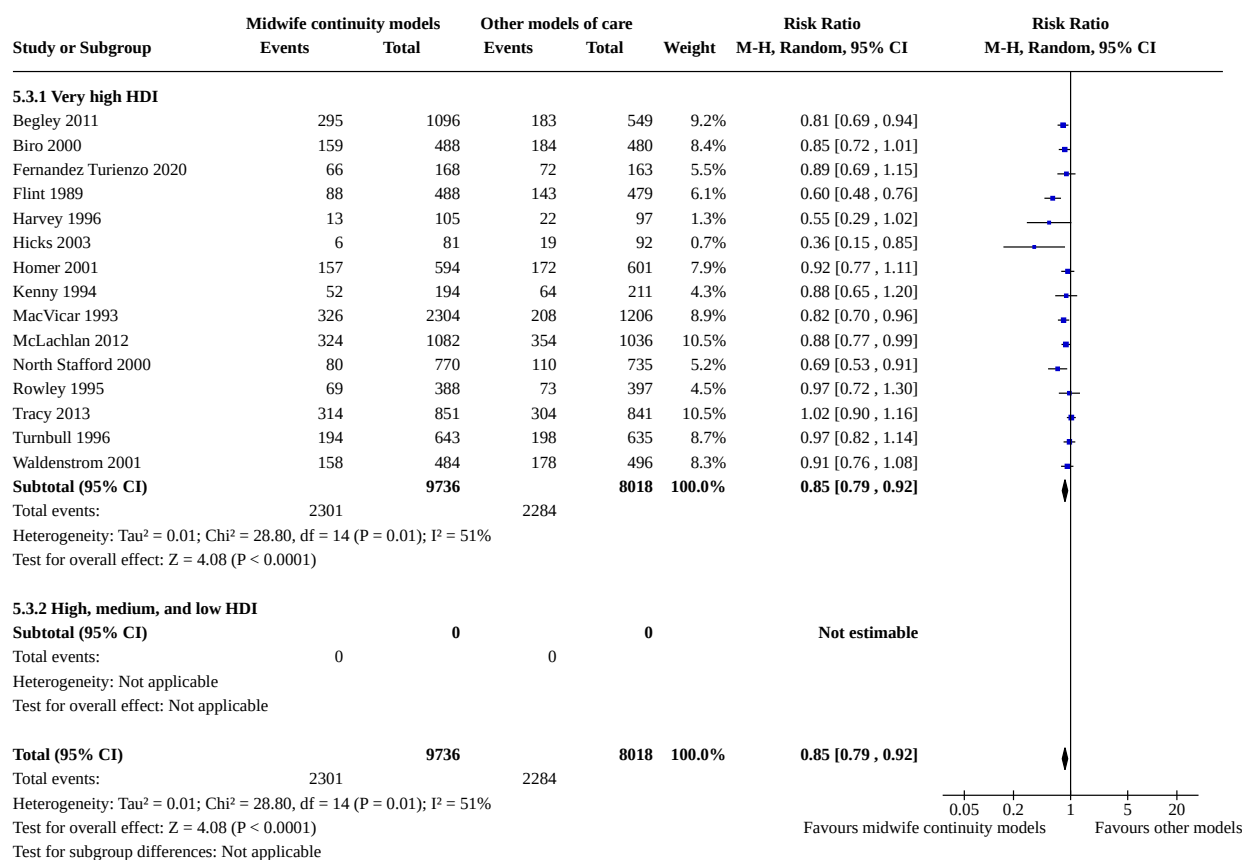 Midwife continuity models Other models of care Risk Ratio Risk Ratio
Study or Subgroup Events Total Events Total Weight M-H, Random, 95% CI M-H, Random, 95% CI
5.3.1 Very high HDI
Begley 2011 295 1096 183 549 9.2% 0.81 [0.69 , 0.94]
Biro 2000 159 488 184 480 8.4% 0.85 [0.72 , 1.01]
Fernandez Turienzo 2020 66 168 72 163 5.5% 0.89 [0.69 , 1.15]
Flint 1989 88 488 143 479 6.1% 0.60 [0.48 , 0.76]
Harvey 1996 13 105 22 97 1.3% 0.55 [0.29 , 1.02]
Hicks 2003 6 81 19 92 0.7% 0.36 [0.15 , 0.85]
Homer 2001 157 594 172 601 7.9% 0.92 [0.77 , 1.11]
Kenny 1994 52 194 64 211 4.3% 0.88 [0.65 , 1.20]
MacVicar 1993 326 2304 208 1206 8.9% 0.82 [0.70 , 0.96]
McLachlan 2012 324 1082 354 1036 10.5% 0.88 [0.77 , 0.99]
North Stafford 2000 80 770 110 735 5.2% 0.69 [0.53 , 0.91]
Rowley 1995 69 388 73 397 4.5% 0.97 [0.72 , 1.30]
Tracy 2013 314 851 304 841 10.5% 1.02 [0.90 , 1.16]
Turnbull 1996 194 643 198 635 8.7% 0.97 [0.82 , 1.14]
Waldenstrom 2001 158 484 178 496 8.3% 0.91 [0.76 , 1.08]
Subtotal (95% CI) 9736 8018 100.0% 0.85 [0.79 , 0.92]
Total events: 2301 2284
Heterogeneity: Tau² = 0.01; Chi² = 28.80, df = 14 (P = 0.01); I² = 51%
Test for overall effect: Z = 4.08 (P < 0.0001)
5.3.2 High, medium, and low HDI
Subtotal (95% CI) 0 0 Not estimable
Total events: 0 0
Heterogeneity: Not applicable
Test for overall effect: Not applicable
Total (95% CI) 9736 8018 100.0% 0.85 [0.79 , 0.92]
Total events: 2301 2284
Heterogeneity: Tau² = 0.01; Chi² = 28.80, df = 14 (P = 0.01); I² = 51%
0.05 0.2 1 5 20
Test for overall effect: Z = 4.08 (P < 0.0001) Favours midwife continuity models Favours other models
Test for subgroup differences: Not applicable